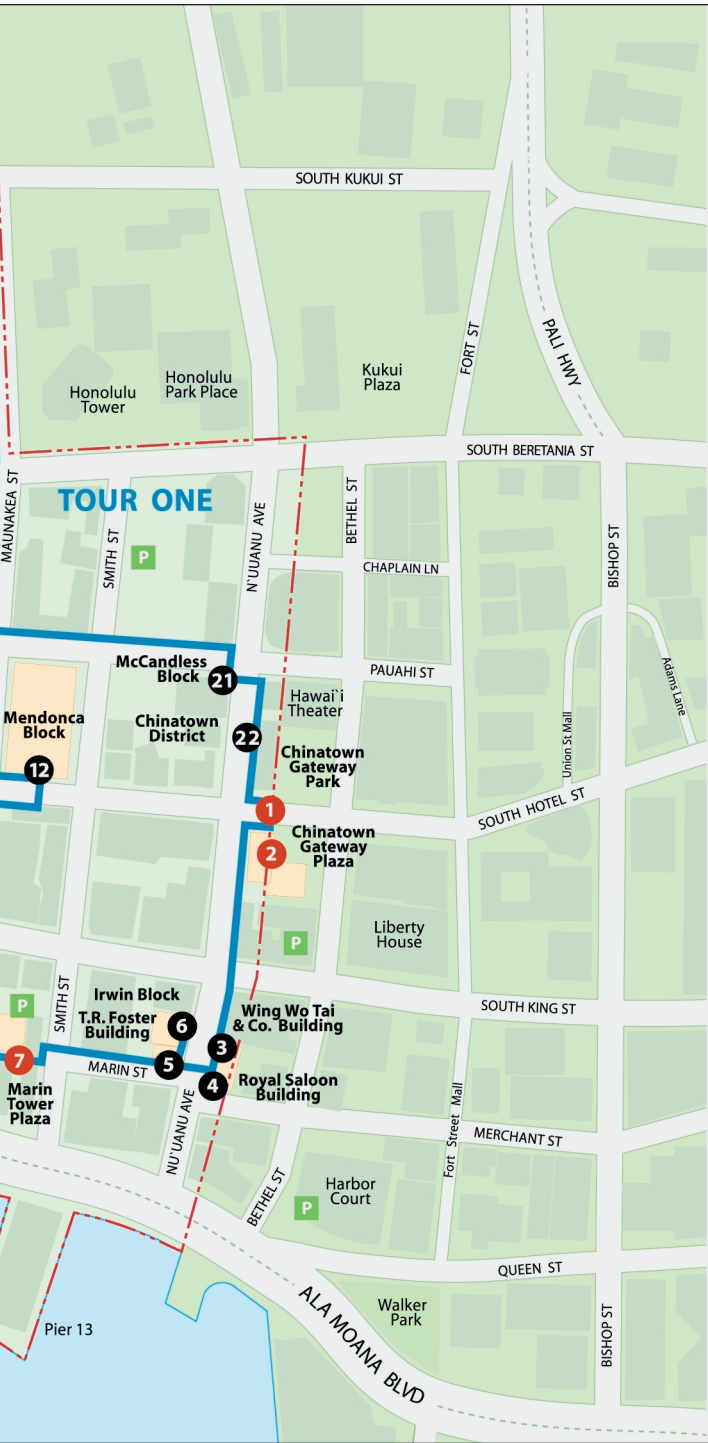 SOUTH KUKUI ST
FORT ST
PALI HWY
Kukui
Plaza
Honolulu
Park Place
Honolulu
Tower
SOUTH BERETANIA ST
MAUNAKEA ST
TOUR ONE
SMITH ST
P
N'UUANU AVE
BETHEL ST
CHAPLAIN LN
BISHOP ST
McCandless
Block
21
PAUAHI ST
Adams Lane
Hawai`i
Theater
Mendonca
Block
12
Chinatown
District
22
Union St Mall
Chinatown
Gateway
Park
1
SOUTH HOTEL ST
Chinatown
Gateway
Plaza
2
P
Liberty
House
SMITH ST
P
Irwin Block
6
T.R. Foster
Building
5
SOUTH KING ST
Wing Wo Tai
& Co. Building
3
7
Marin
Tower
Plaza
MARIN ST
4
Royal Saloon
Building
NU`UANU AVE
Fort Street Mall
MERCHANT ST
BETHEL ST
P
Harbor
Court
QUEEN ST
Pier 13
ALA MOANA BLVD
Walker
Park
BISHOP ST